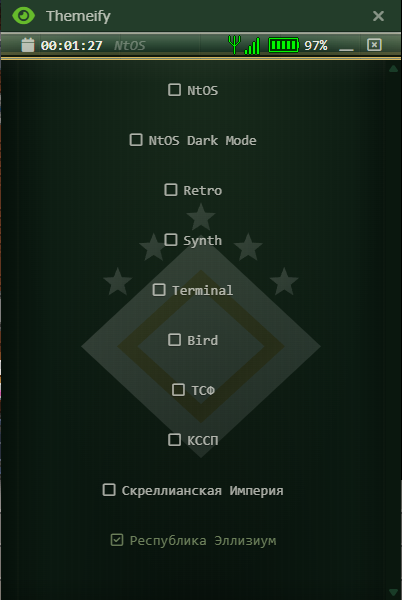 Themeify
00:01:27 NtOS 97%
NtOS
NtOS Dark Mode
Retro
Synth
Terminal
Bird
ТСФ
КССП
Скреллианская Империя
Республика Эллизиум